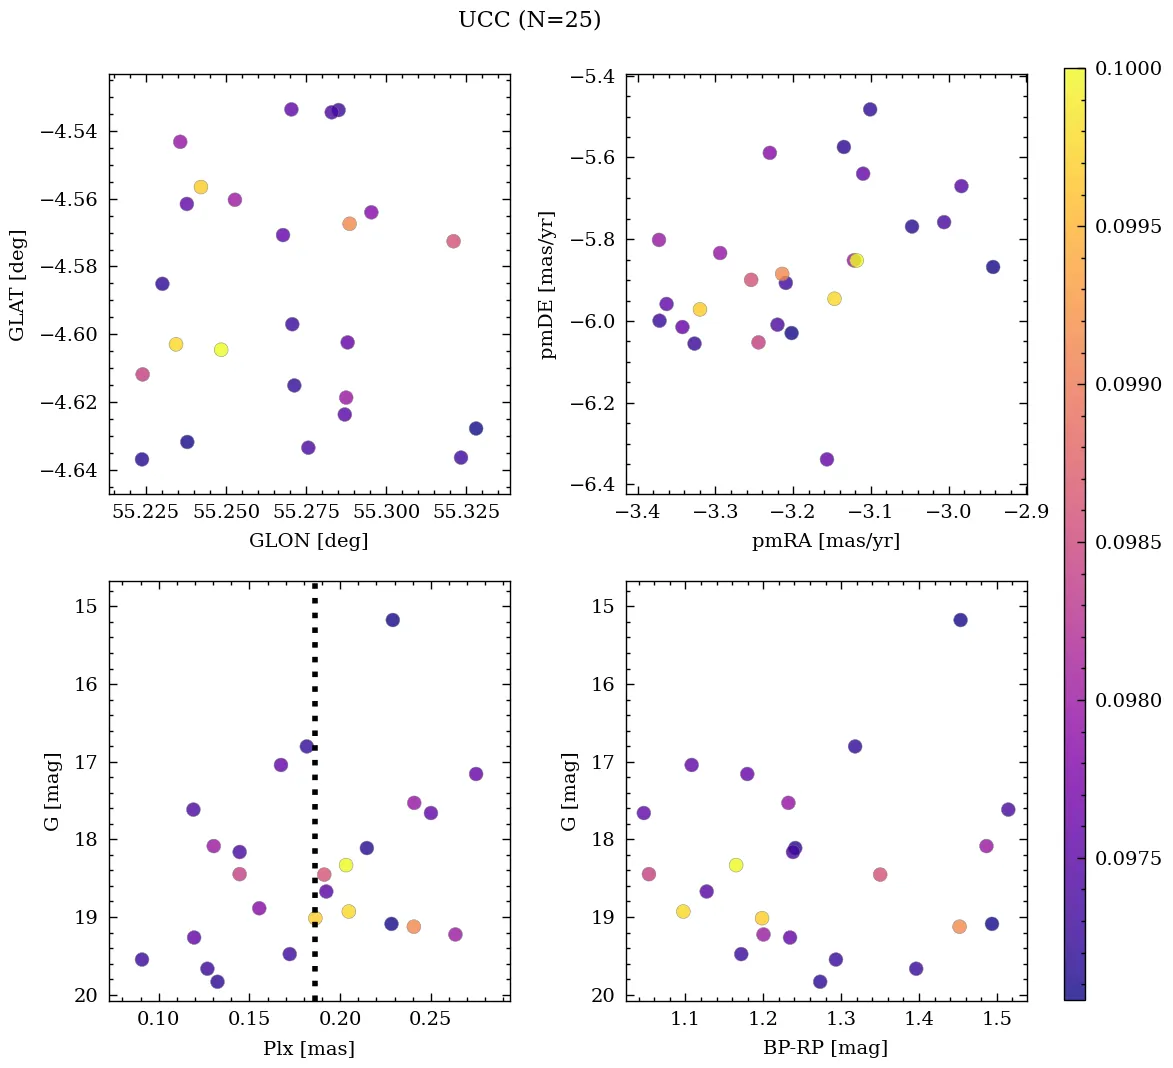 UCC (N=25)
−4.54
−4.56
−4.58
−4.60
−4.62
−4.64
GLAT [deg]
55.225 55.250 55.275 55.300 55.325
GLON [deg]
−5.4
−5.6
−5.8
−6.0
−6.2
−6.4
pmDE [mas/yr]
−3.4 −3.3 −3.2 −3.1 −3.0 −2.9
pmRA [mas/yr]
15
16
17
18
19
20
G [mag]
0.10 0.15 0.20 0.25
Plx [mas]
15
16
17
18
19
20
G [mag]
1.1 1.2 1.3 1.4 1.5
BP-RP [mag]
0.1000
0.0995
0.0990
0.0985
0.0980
0.0975